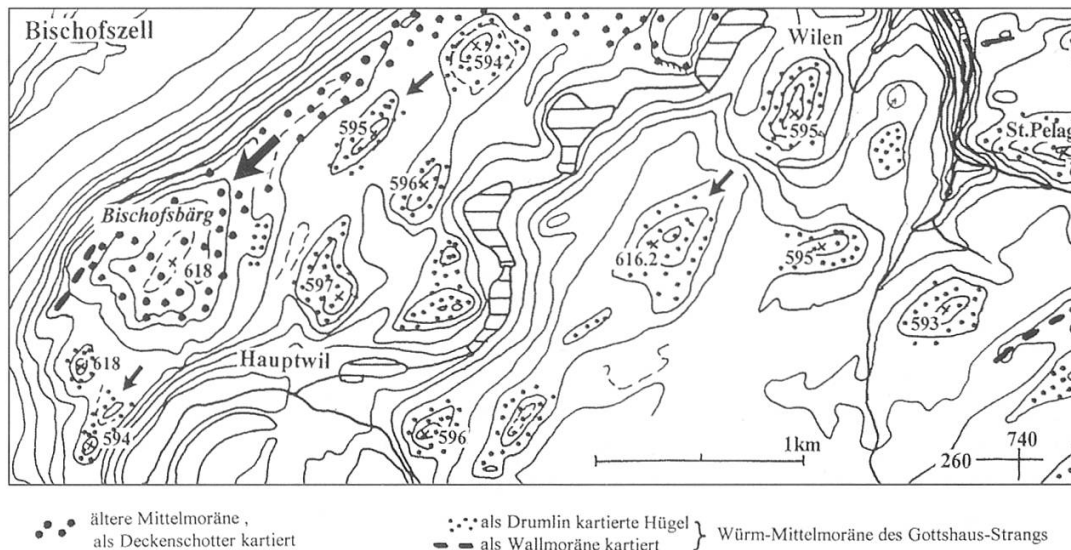 Bischofszell
Wilen
594
595
595
St.Pelag
596
Bischofsbärg
618
616.2
595
597
593
618
Hauptwil
594
596
1km
740
260
ältere Mittelmoräne ,
als Deckenschotter kartiert
als Drumlin kartierte Hügel
als Wallmoräne kartiert
Würm-Mittelmoräne des Gottshaus-Strangs